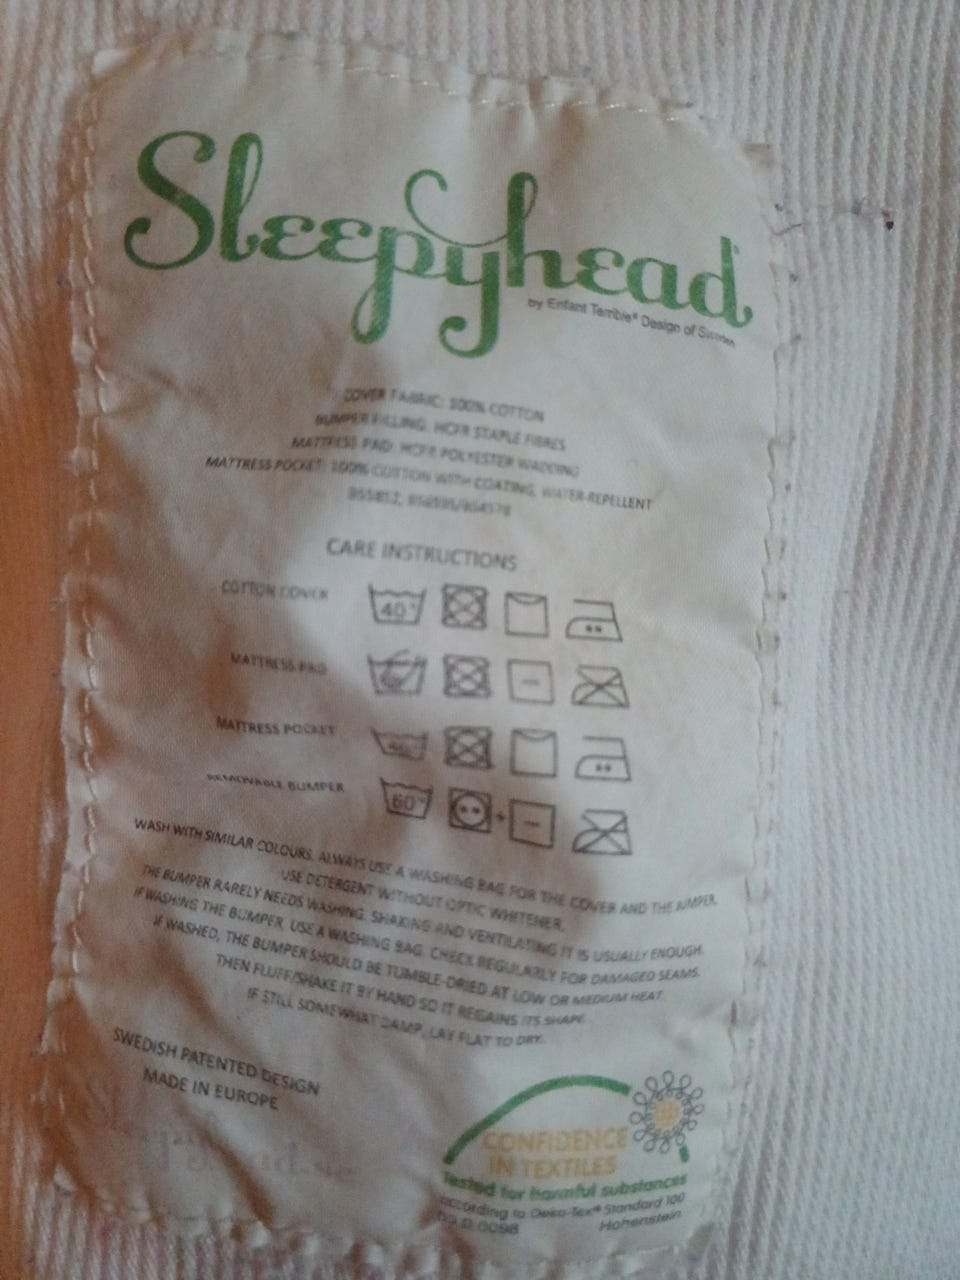 Sleepyhead
by Enfant Terrible® Design of Sweden
COVER FABRIC: 100% COTTON
BUMPER FILLING: HCFR STAPLE FIBRES
MATTRESS PAD: HCFR POLYESTER WADDING
MATTRESS POCKET: 100% COTTON WITH COATING, WATER-REPELLENT
CARE INSTRUCTIONS
COTTON COVER 40°
MATTRESS PAD
MATTRESS POCKET
REMOVABLE BUMPER 60° +
WASH WITH SIMILAR COLOURS. ALWAYS USE A WASHING BAG FOR THE COVER AND THE BUMPER.
USE DETERGENT WITHOUT OPTIC WHITENER.
THE BUMPER RARELY NEEDS WASHING. SHAKING AND VENTILATING IT IS USUALLY ENOUGH.
IF WASHING THE BUMPER, USE A WASHING BAG. CHECK REGULARLY FOR DAMAGED SEAMS.
IF WASHED, THE BUMPER SHOULD BE TUMBLE-DRIED AT LOW OR MEDIUM HEAT.
THEN FLUFF/SHAKE IT BY HAND SO IT REGAINS ITS SHAPE.
IF STILL SOMEWHAT DAMP, LAY FLAT TO DRY.
SWEDISH PATENTED DESIGN
MADE IN EUROPE
CONFIDENCE
IN TEXTILES
Tested for harmful substances
according to Oeko-Tex® Standard 100
Hohenstein